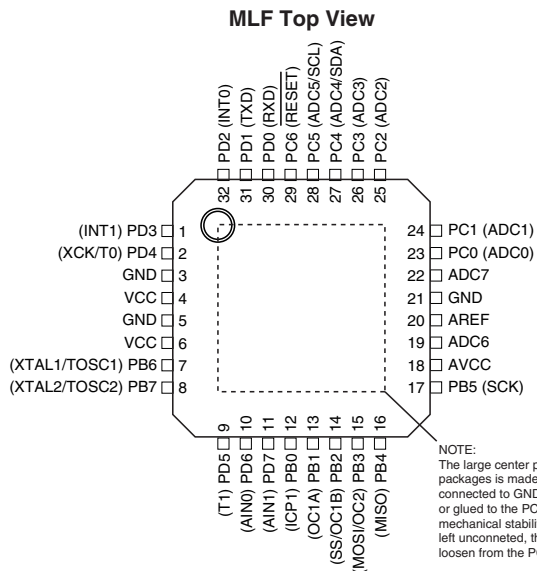 MLF Top View
PD2 (INT0)
PD1 (TXD)
PD0 (RXD)
PC6 (RESET)
PC5 (ADC5/SCL)
PC4 (ADC4/SDA)
PC3 (ADC3)
PC2 (ADC2)
32
31
30
29
28
27
26
25
(INT1) PD3 1
(XCK/T0) PD4 2
GND 3
VCC 4
GND 5
VCC 6
(XTAL1/TOSC1) PB6 7
(XTAL2/TOSC2) PB7 8
24 PC1 (ADC1)
23 PC0 (ADC0)
22 ADC7
21 GND
20 AREF
19 ADC6
18 AVCC
17 PB5 (SCK)
9
10
11
12
13
14
15
16
(T1) PD5
(AIN0) PD6
(AIN1) PD7
(ICP1) PB0
(OC1A) PB1
(SS/OC1B) PB2
(MOSI/OC2) PB3
(MISO) PB4
NOTE:
The large center p
packages is made
connected to GND
or glued to the PC
mechanical stabili
left unconneted, th
loosen from the PC